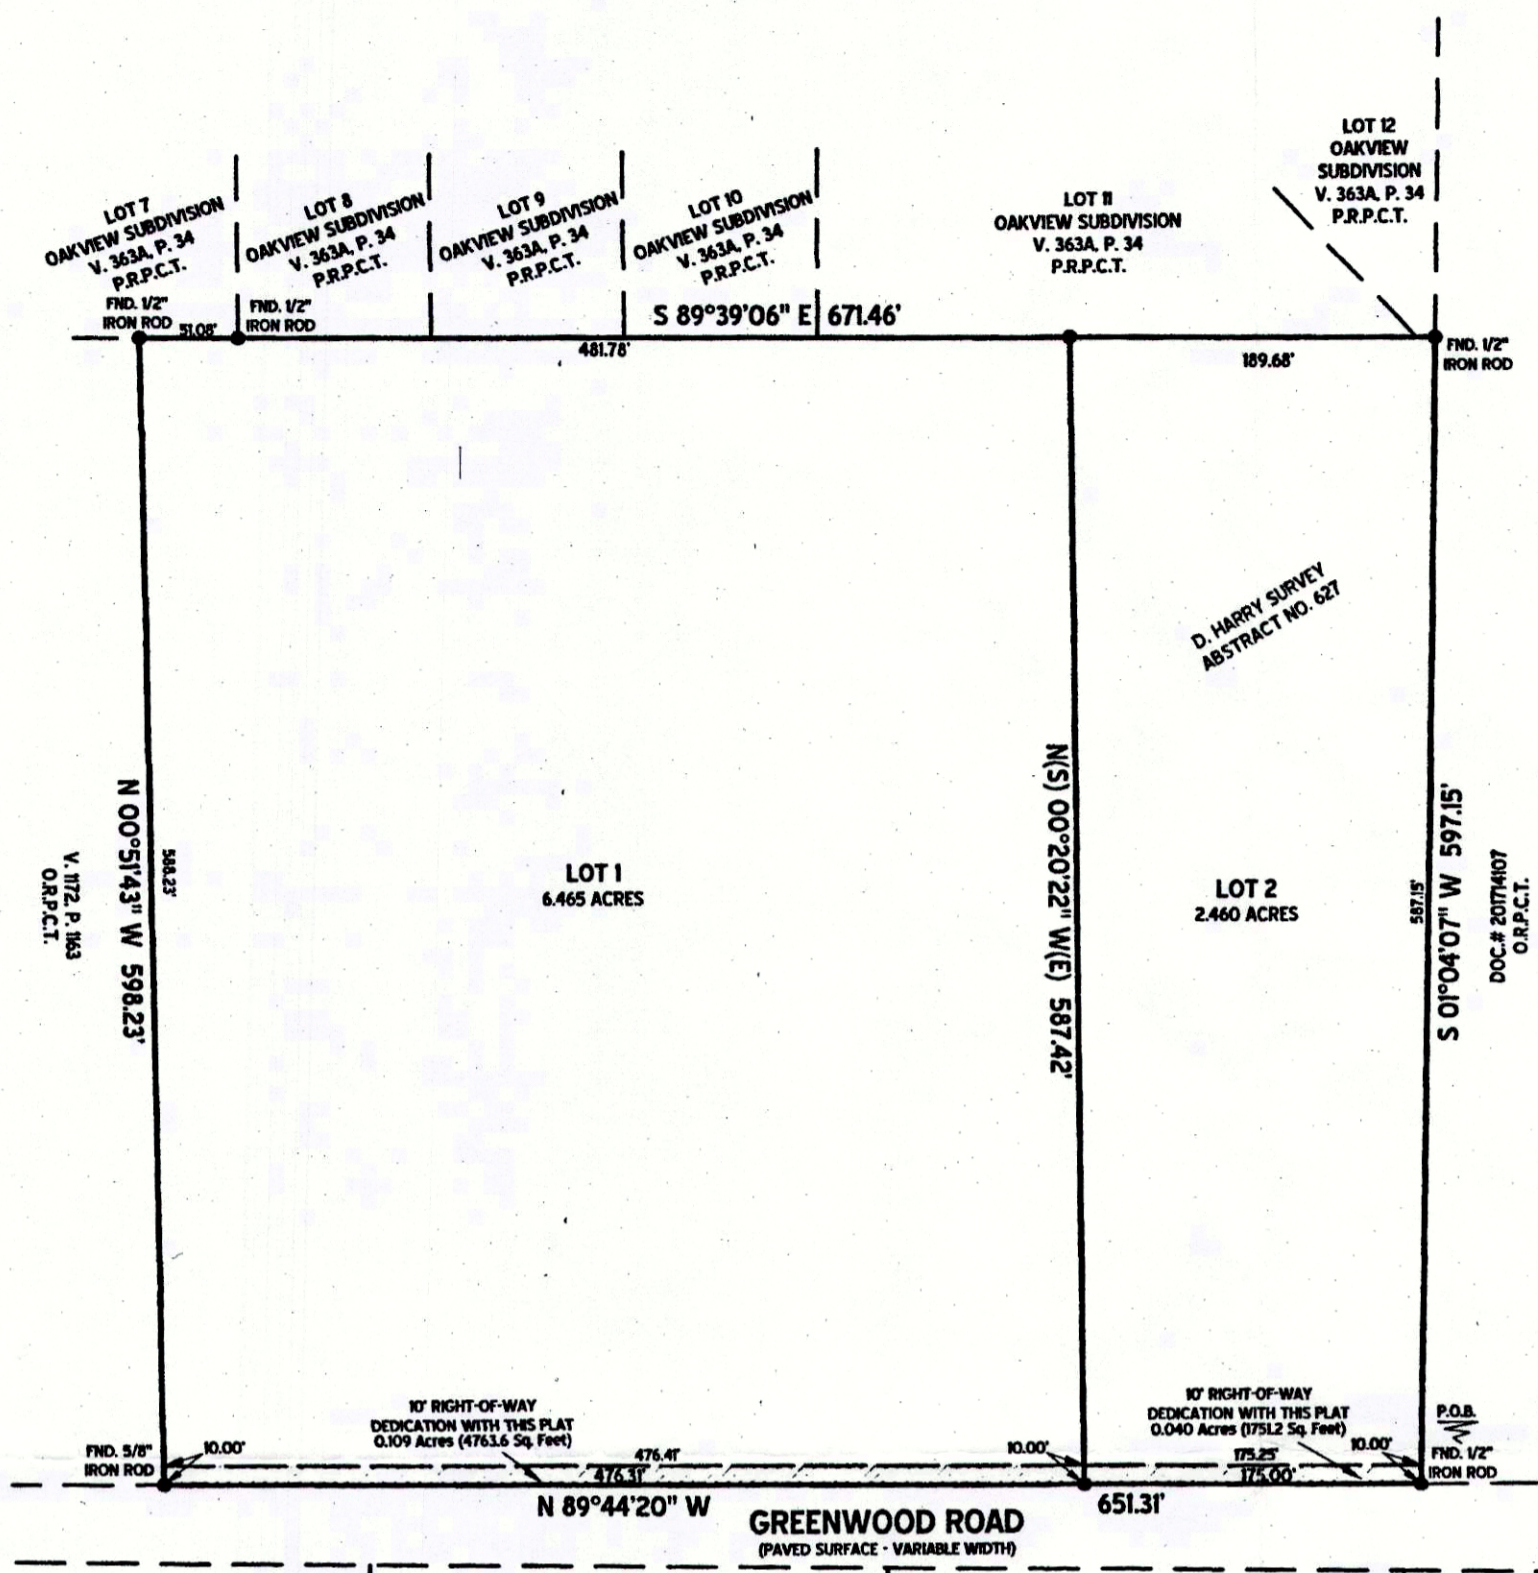 LOT 12
OAKVIEW
SUBDIVISION
V. 363A, P. 34
P.R.P.C.T.
LOT 7
OAKVIEW SUBDIVISION
V. 363A, P. 34
P.R.P.C.T.
LOT 8
OAKVIEW SUBDIVISION
V. 363A, P. 34
P.R.P.C.T.
LOT 9
OAKVIEW SUBDIVISION
V. 363A, P. 34
P.R.P.C.T.
LOT 10
OAKVIEW SUBDIVISION
V. 363A, P. 34
P.R.P.C.T.
LOT 11
OAKVIEW SUBDIVISION
V. 363A, P. 34
P.R.P.C.T.
FND. 1/2"
IRON ROD
51.08'
FND. 1/2"
IRON ROD
S 89°39'06" E 671.46'
481.78'
189.68'
FND. 1/2"
IRON ROD
D. HARRY SURVEY
ABSTRACT NO. 627
V. 1172, P. 1163
O.R.P.C.T.
N 00°51'43" W 598.23'
588.23'
LOT 1
6.465 ACRES
N(S) 00°20'22" W(E) 587.42'
LOT 2
2.460 ACRES
587.15'
S 01°04'07" W 597.15'
DOC.# 201714107
O.R.P.C.T.
10' RIGHT-OF-WAY
DEDICATION WITH THIS PLAT
0.109 Acres (4763.6 Sq. Feet)
10' RIGHT-OF-WAY
DEDICATION WITH THIS PLAT
0.040 Acres (1751.2 Sq. Feet)
P.O.B.
FND. 5/8"
IRON ROD
10.00'
476.41'
476.31'
10.00'
175.25'
175.00'
10.00'
FND. 1/2"
IRON ROD
N 89°44'20" W
651.31'
GREENWOOD ROAD
(PAVED SURFACE - VARIABLE WIDTH)